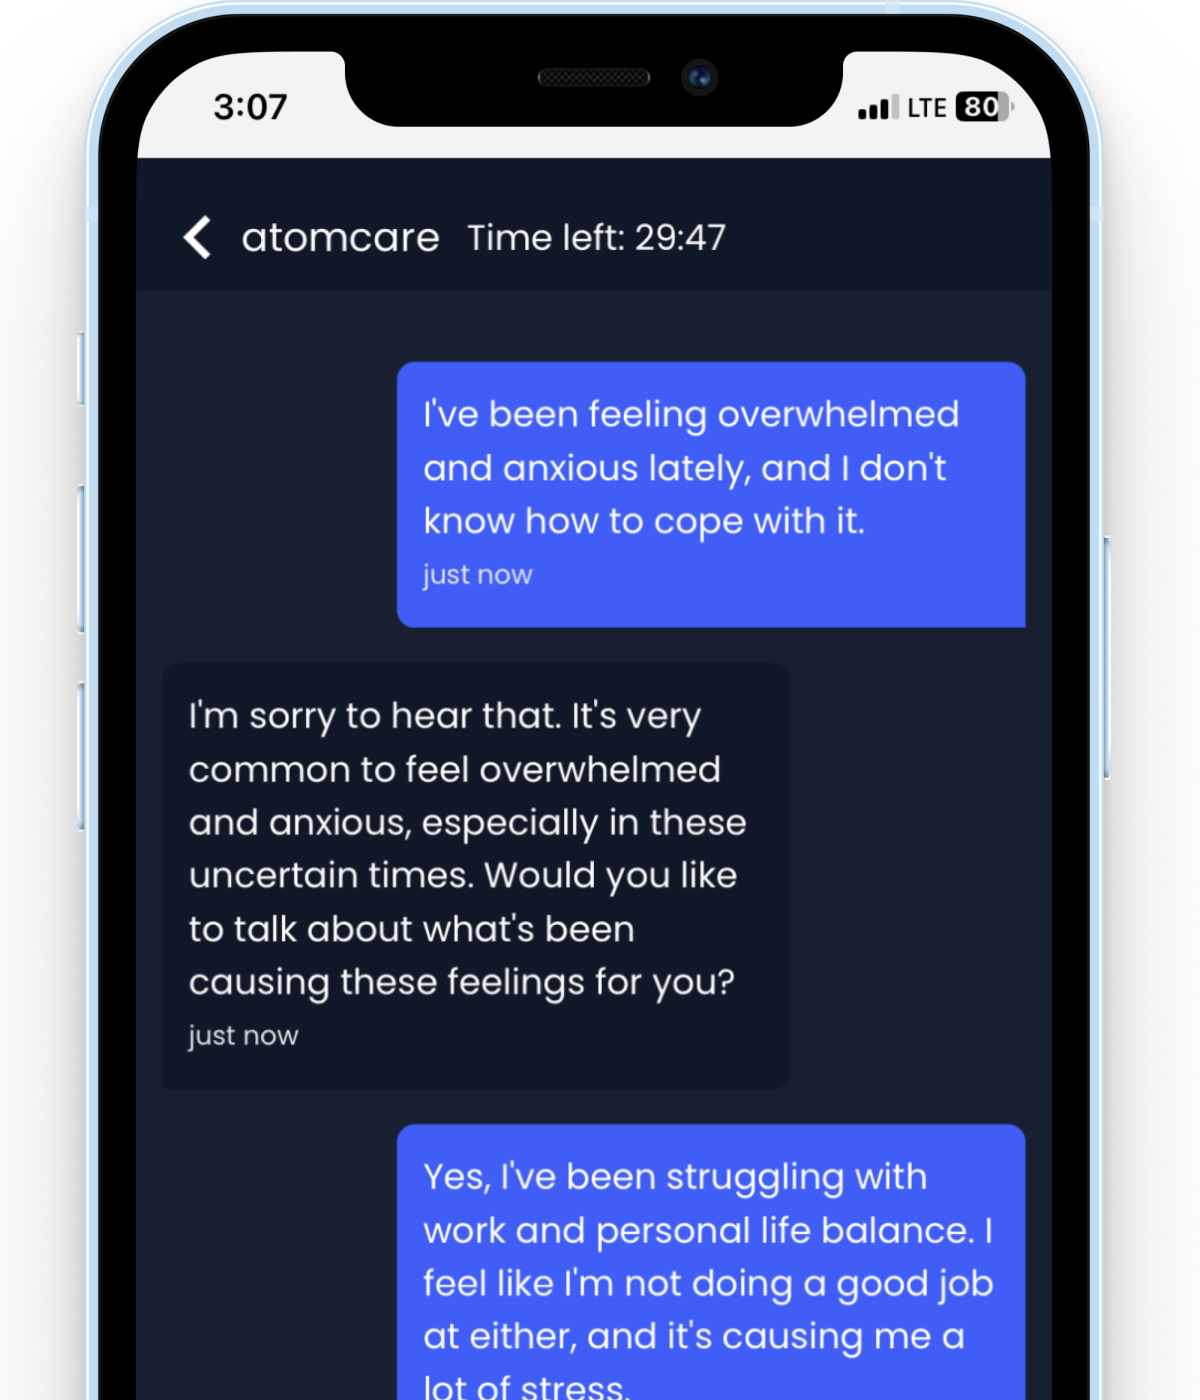 3:07 LTE 80
atomcare Time left: 29:47
I've been feeling overwhelmed
and anxious lately, and I don't
know how to cope with it.
just now
I'm sorry to hear that. It's very
common to feel overwhelmed
and anxious, especially in these
uncertain times. Would you like
to talk about what's been
causing these feelings for you?
just now
Yes, I've been struggling with
work and personal life balance. I
feel like I'm not doing a good job
at either, and it's causing me a
lot of stress.